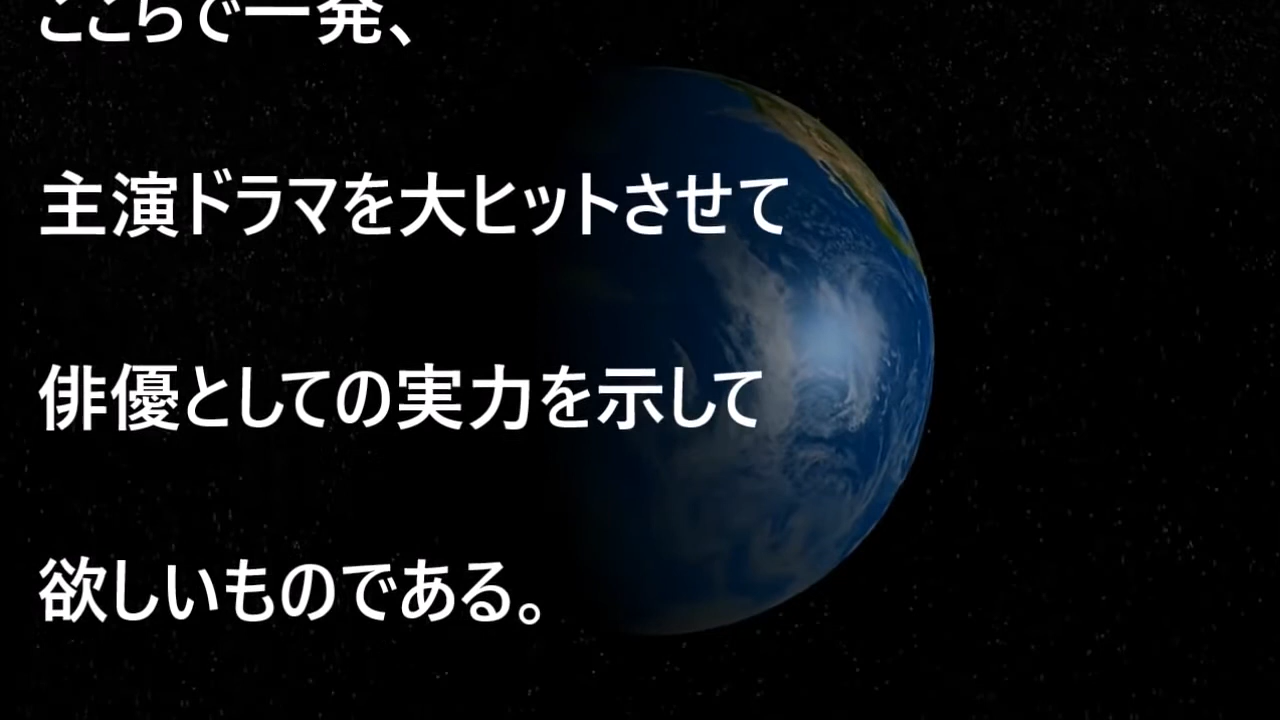 ここらで一発、
主演ドラマを大ヒットさせて
俳優としての実力を示して
欲しいものである。